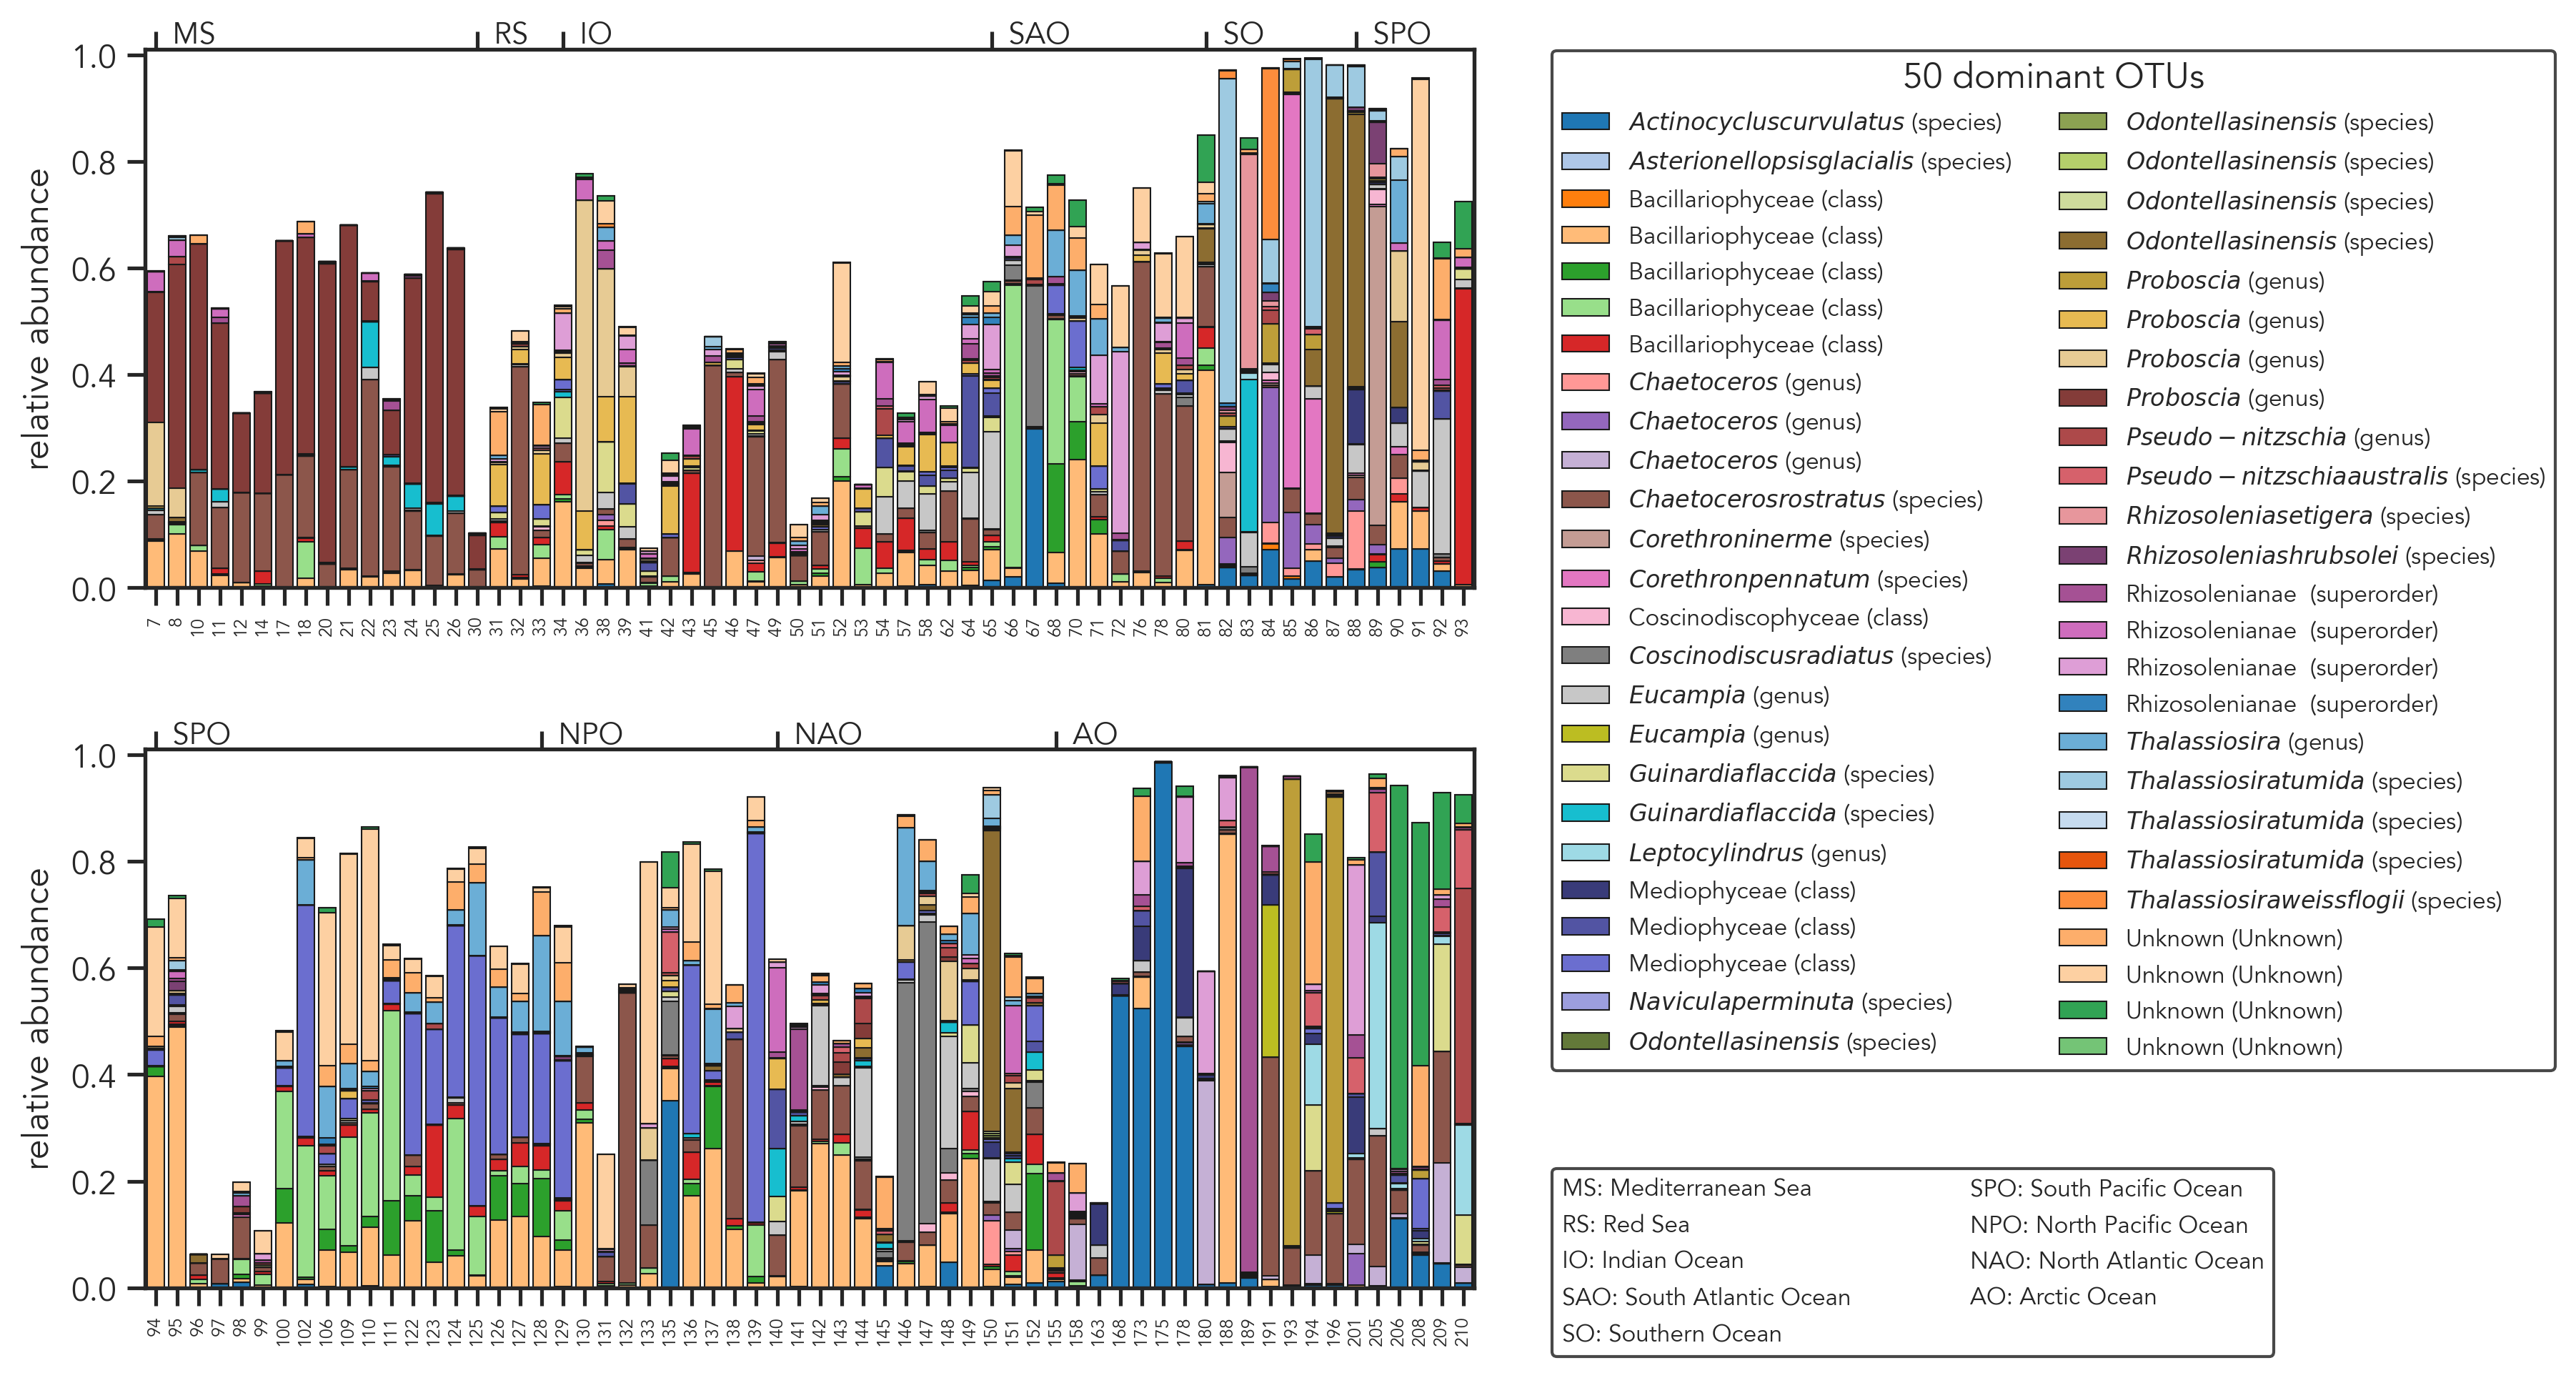 MS RS IO SAO SO SPO
1.0
0.8
0.6
0.4
0.2
0.0
relative abundance
7 8 10 11 12 14 17 18 20 21 22 23 24 25 26 30 31 32 33 34 36 38 39 41 42 43 45 46 47 49 50 51 52 53 54 57 58 62 64 65 66 67 68 70 71 72 76 78 80 81 82 83 84 85 86 87 88 89 90 91 92 93
SPO NPO NAO AO
1.0
0.8
0.6
0.4
0.2
0.0
relative abundance
94 95 96 97 98 99 100 102 106 109 110 111 122 123 124 125 126 127 128 129 130 131 132 133 135 136 137 138 139 140 141 142 143 144 145 146 147 148 149 150 151 152 155 158 163 168 173 175 178 180 188 189 191 193 194 196 201 205 206 208 209 210
50 dominant OTUs
Actinocycluscurvulatus (species)
Asterionellopsisglacialis (species)
Bacillariophyceae (class)
Bacillariophyceae (class)
Bacillariophyceae (class)
Bacillariophyceae (class)
Bacillariophyceae (class)
Chaetoceros (genus)
Chaetoceros (genus)
Chaetoceros (genus)
Chaetocerosrostratus (species)
Corethroninerme (species)
Corethronpennatum (species)
Coscinodiscophyceae (class)
Coscinodiscusradiatus (species)
Eucampia (genus)
Eucampia (genus)
Guinardiaflaccida (species)
Guinardiaflaccida (species)
Leptocylindrus (genus)
Mediophyceae (class)
Mediophyceae (class)
Mediophyceae (class)
Naviculaperminuta (species)
Odontellasinensis (species)
Odontellasinensis (species)
Odontellasinensis (species)
Odontellasinensis (species)
Odontellasinensis (species)
Proboscia (genus)
Proboscia (genus)
Proboscia (genus)
Proboscia (genus)
Pseudo − nitzschia (genus)
Pseudo − nitzschiaaustralis (species)
Rhizosoleniasetigera (species)
Rhizosoleniashrubsolei (species)
Rhizosolenianae (superorder)
Rhizosolenianae (superorder)
Rhizosolenianae (superorder)
Rhizosolenianae (superorder)
Thalassiosira (genus)
Thalassiosiratumida (species)
Thalassiosiratumida (species)
Thalassiosiratumida (species)
Thalassiosiraweissflogii (species)
Unknown (Unknown)
Unknown (Unknown)
Unknown (Unknown)
Unknown (Unknown)
MS: Mediterranean Sea
RS: Red Sea
IO: Indian Ocean
SAO: South Atlantic Ocean
SO: Southern Ocean
SPO: South Pacific Ocean
NPO: North Pacific Ocean
NAO: North Atlantic Ocean
AO: Arctic Ocean